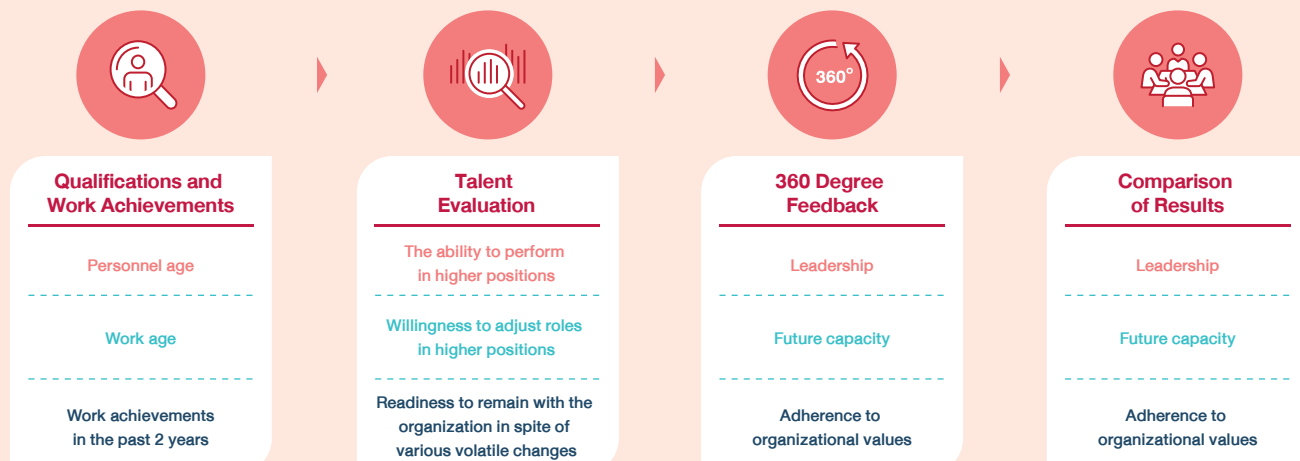 360°
Qualifications and
Work Achievements
Personnel age
Work age
Work achievements
in the past 2 years
Talent
Evaluation
The ability to perform
in higher positions
Willingness to adjust roles
in higher positions
Readiness to remain with the
organization in spite of
various volatile changes
360 Degree
Feedback
Leadership
Future capacity
Adherence to
organizational values
Comparison
of Results
Leadership
Future capacity
Adherence to
organizational values